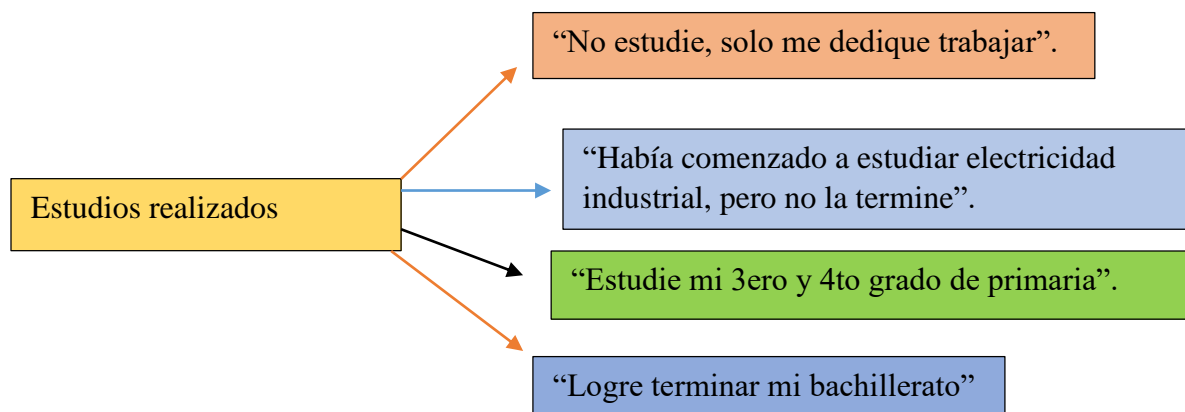 “No estudie, solo me dedique trabajar”.
“Había comenzado a estudiar electricidad
industrial, pero no la termine”.
Estudios realizados
“Estudie mi 3ero y 4to grado de primaria”.
“Logre terminar mi bachillerato”